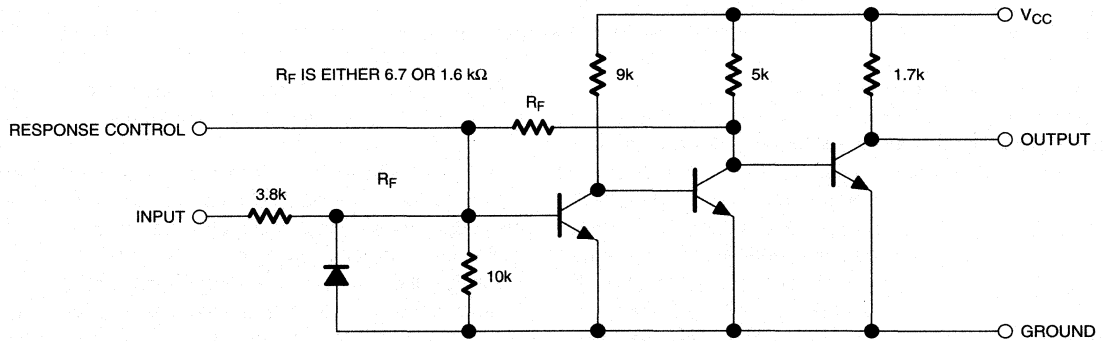 V_CC
R_F IS EITHER 6.7 OR 1.6 kΩ
9k
5k
1.7k
R_F
RESPONSE CONTROL
OUTPUT
R_F
3.8k
INPUT
10k
GROUND